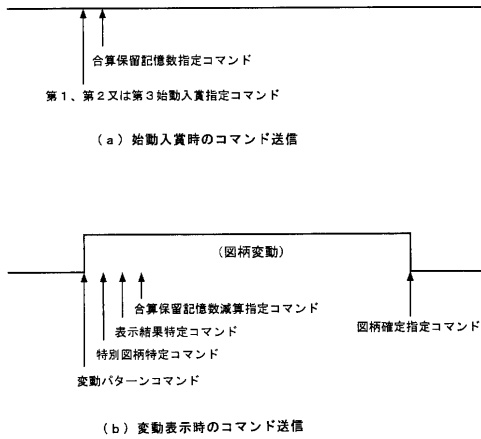 合算保留記憶数指定コマンド
第1、第2又は第3始動入賞指定コマンド
(a)始動入賞時のコマンド送信
(図柄変動)
合算保留記憶数減算指定コマンド
表示結果特定コマンド
図柄確定指定コマンド
特別図柄特定コマンド
変動パターンコマンド
(b)変動表示時のコマンド送信